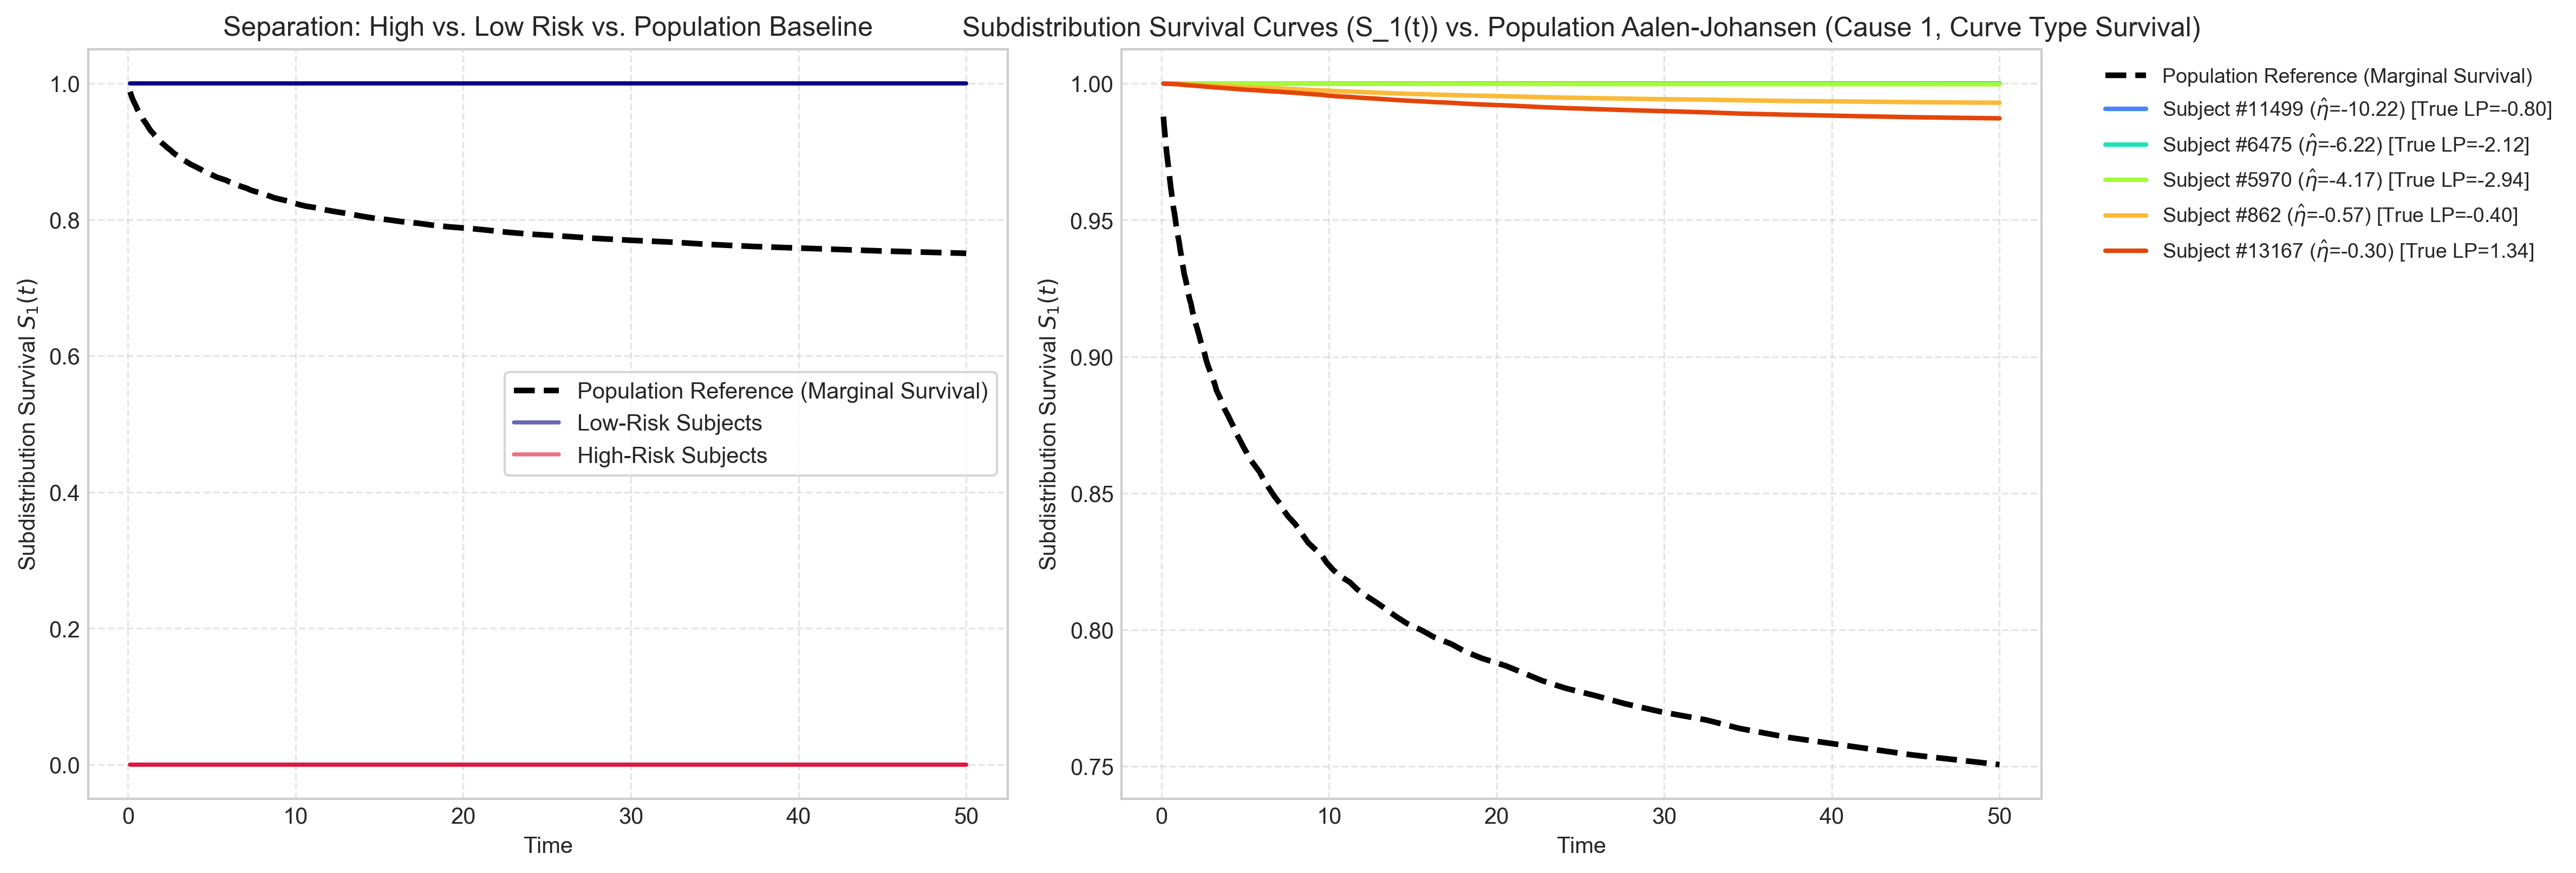 Separation: High vs. Low Risk vs. Population Baseline
Subdistribution Survival S₁(t)
1.0
0.8
0.6
0.4
0.2
0.0
Population Reference (Marginal Survival)
Low-Risk Subjects
High-Risk Subjects
0 10 20 30 40 50
Time
Subdistribution Survival Curves (S_1(t)) vs. Population Aalen-Johansen (Cause 1, Curve Type Survival)
Subdistribution Survival S₁(t)
1.00
0.95
0.90
0.85
0.80
0.75
0 10 20 30 40 50
Time
Population Reference (Marginal Survival)
Subject #11499 (η̂=-10.22) [True LP=-0.80]
Subject #6475 (η̂=-6.22) [True LP=-2.12]
Subject #5970 (η̂=-4.17) [True LP=-2.94]
Subject #862 (η̂=-0.57) [True LP=-0.40]
Subject #13167 (η̂=-0.30) [True LP=1.34]